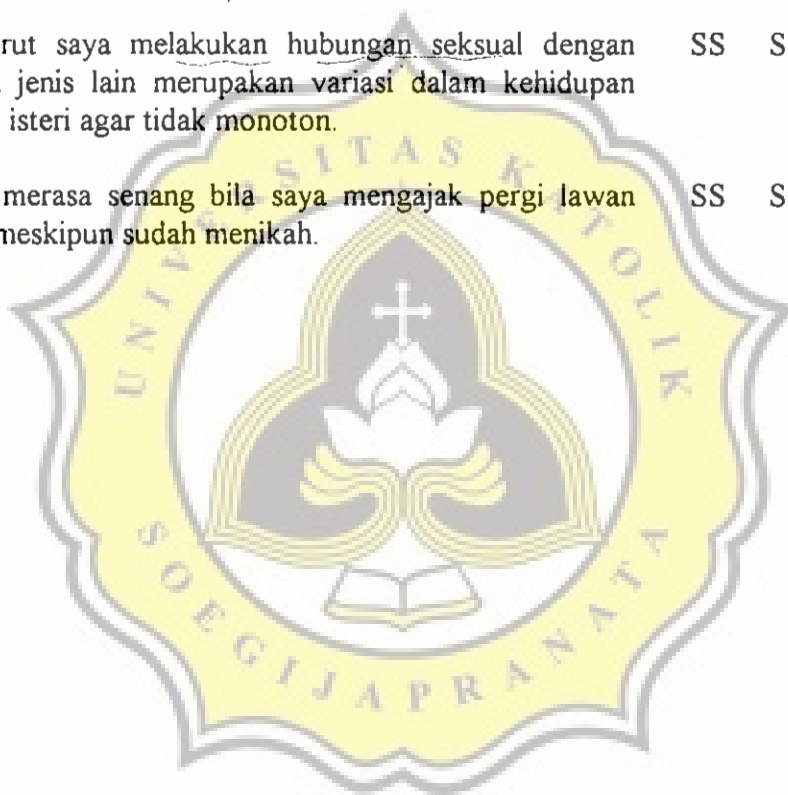 rut saya melakukan hubungan seksual dengan SS S
jenis lain merupakan variasi dalam kehidupan
isteri agar tidak monoton.
merasa senang bila saya mengajak pergi lawan SS S
meskipun sudah menikah.
UNIVERSITAS KATOLIK
SOEGIJAPRANATA